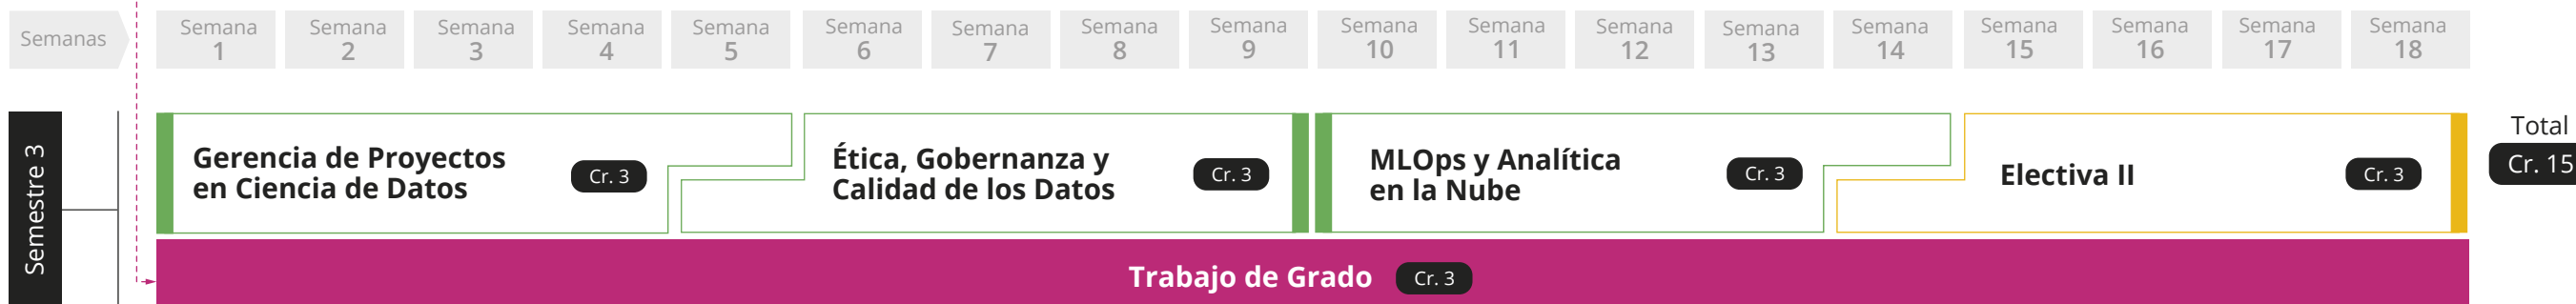 Semanas
Semana
1
Semana
2
Semana
3
Semana
4
Semana
5
Semana
6
Semana
7
Semana
8
Semana
9
Semana
10
Semana
11
Semana
12
Semana
13
Semana
14
Semana
15
Semana
16
Semana
17
Semana
18
Semestre 3
Gerencia de Proyectos
en Ciencia de Datos
Cr. 3
Ética, Gobernanza y
Calidad de los Datos
Cr. 3
MLOps y Analítica
en la Nube
Cr. 3
Electiva II
Cr. 3
Total
Cr. 15
Trabajo de Grado
Cr. 3